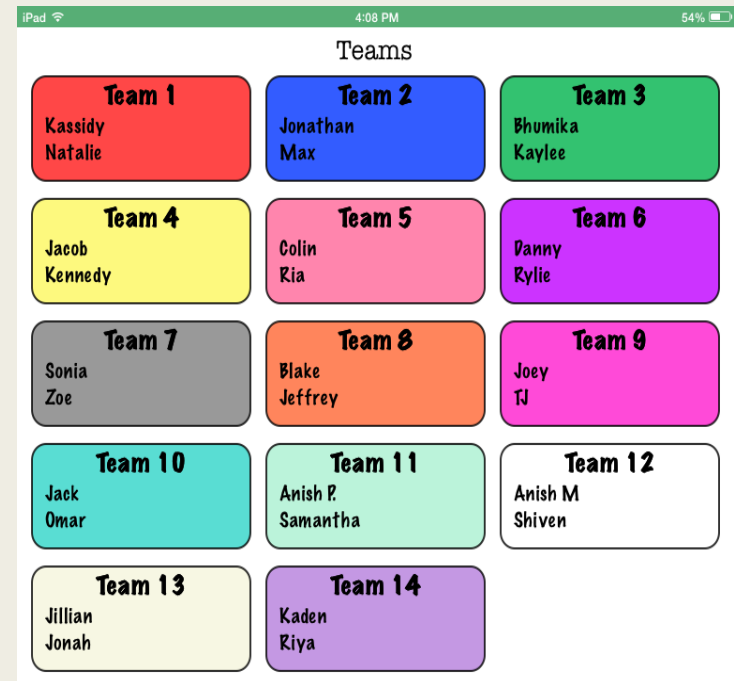 iPad 4:08 PM 54%
Teams
Team 1
Kassidy
Natalie
Team 2
Jonathan
Max
Team 3
Bhumika
Kaylee
Team 4
Jacob
Kennedy
Team 5
Colin
Ria
Team 6
Danny
Rylie
Team 7
Sonia
Zoe
Team 8
Blake
Jeffrey
Team 9
Joey
TJ
Team 10
Jack
Omar
Team 11
Anish P.
Samantha
Team 12
Anish M
Shiven
Team 13
Jillian
Jonah
Team 14
Kaden
Riya